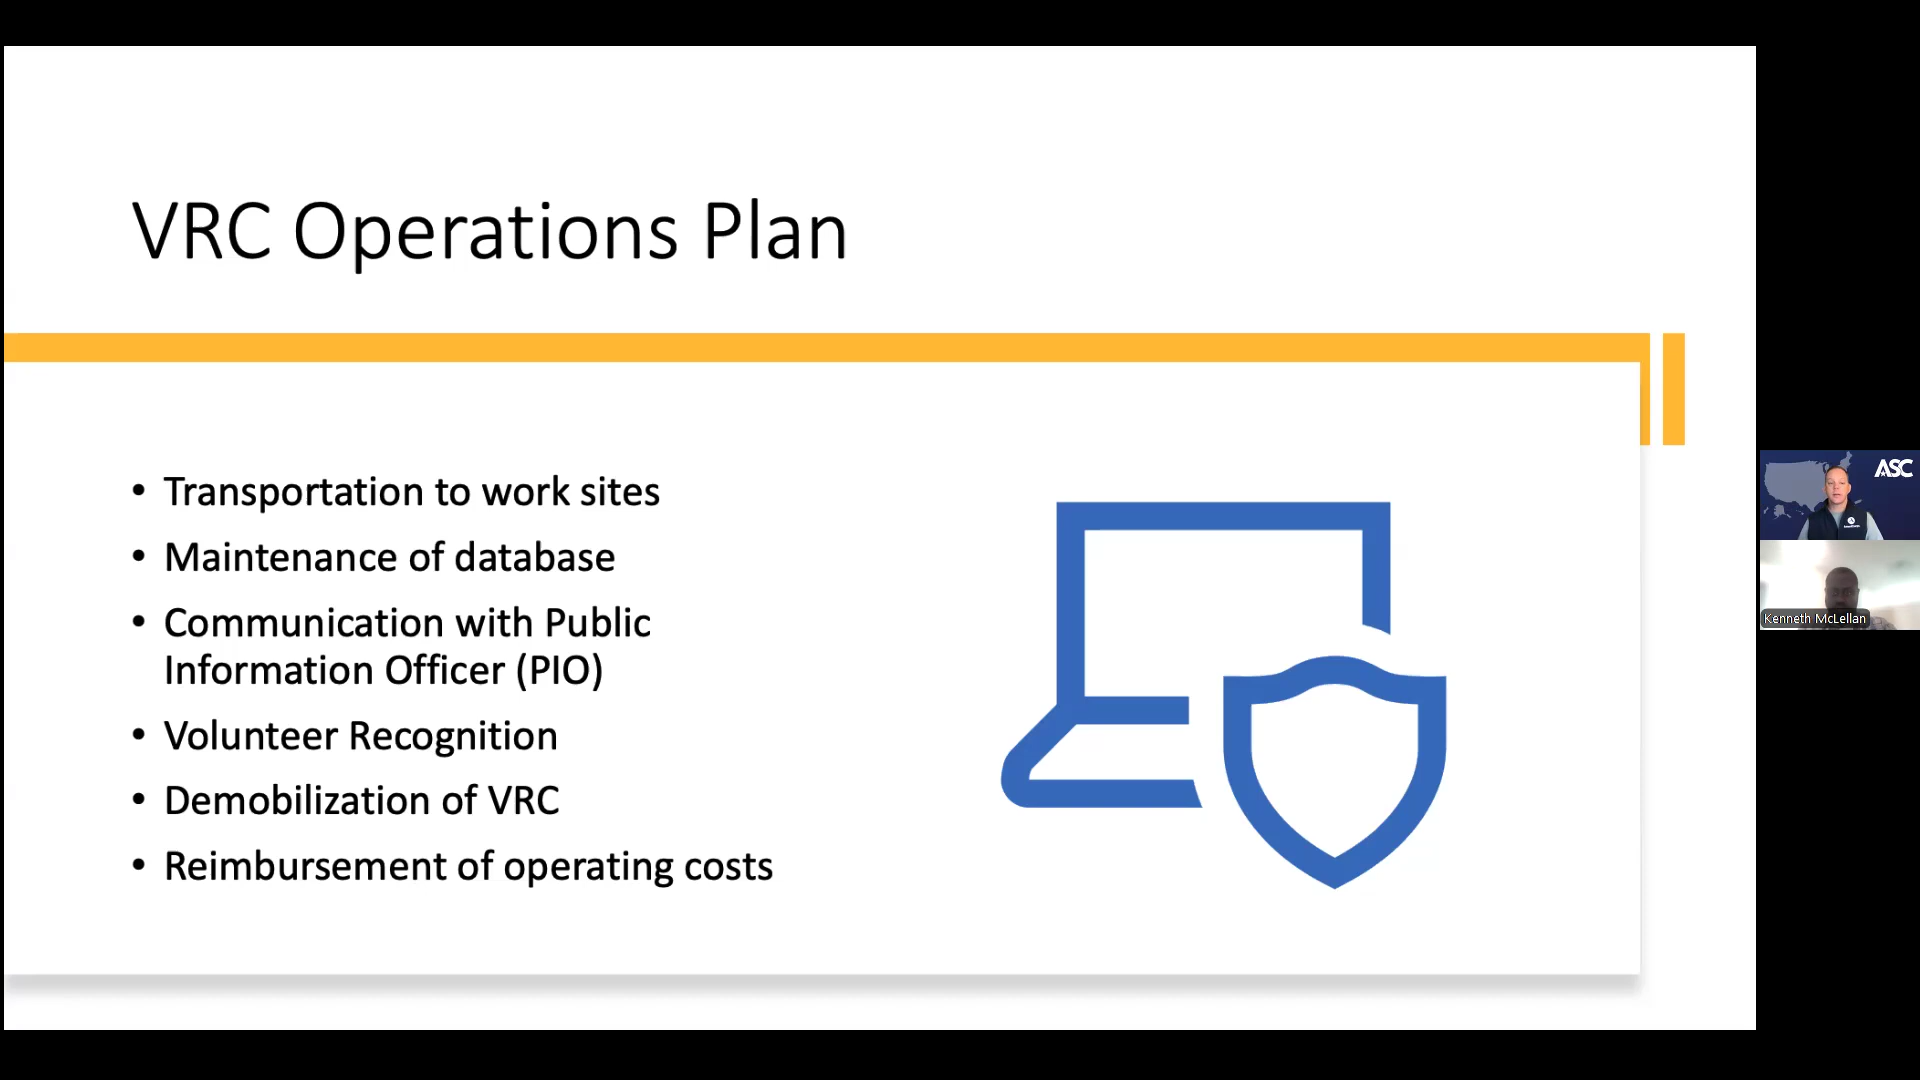 VRC Operations Plan
• Transportation to work sites
• Maintenance of database
• Communication with Public
Information Officer (PIO)
• Volunteer Recognition
• Demobilization of VRC
• Reimbursement of operating costs
ASC
Kenneth McLellan